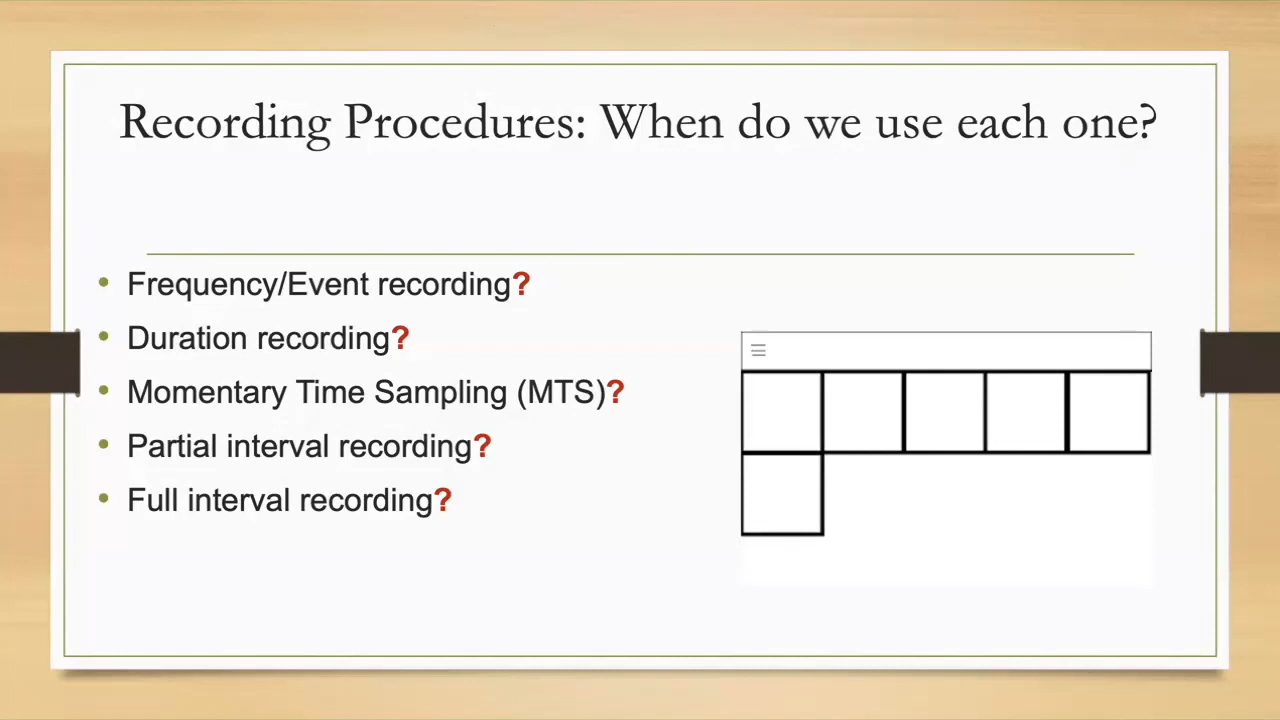 Recording Procedures: When do we use each one?
• Frequency/Event recording?
• Duration recording?
• Momentary Time Sampling (MTS)?
• Partial interval recording?
• Full interval recording?